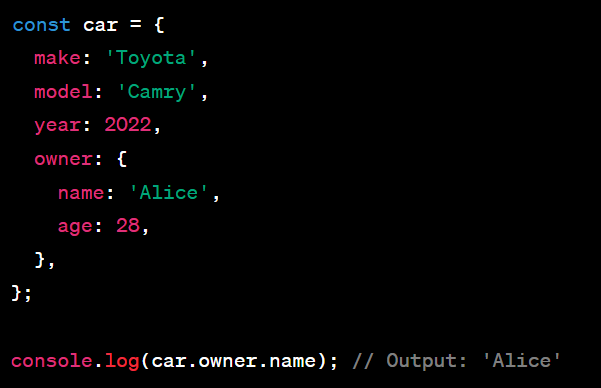 const car = {
  make: 'Toyota',
  model: 'Camry',
  year: 2022,
  owner: {
    name: 'Alice',
    age: 28,
  },
};

console.log(car.owner.name); // Output: 'Alice'